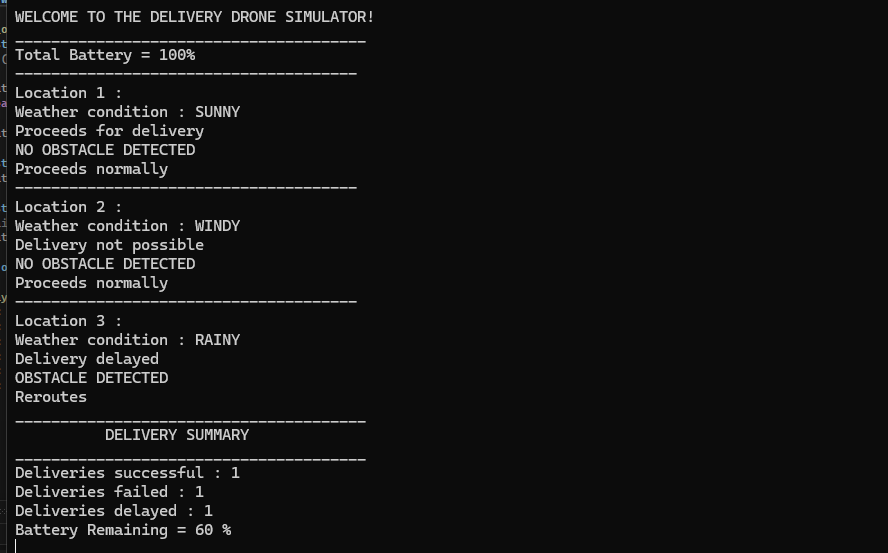 WELCOME TO THE DELIVERY DRONE SIMULATOR!
_______________________________________
Total Battery = 100%
--------------------------------------
Location 1 :
Weather condition : SUNNY
Proceeds for delivery
NO OBSTACLE DETECTED
Proceeds normally
--------------------------------------
Location 2 :
Weather condition : WINDY
Delivery not possible
NO OBSTACLE DETECTED
Proceeds normally
--------------------------------------
Location 3 :
Weather condition : RAINY
Delivery delayed
OBSTACLE DETECTED
Reroutes
_______________________________________
DELIVERY SUMMARY
_______________________________________
Deliveries successful : 1
Deliveries failed : 1
Deliveries delayed : 1
Battery Remaining = 60 %